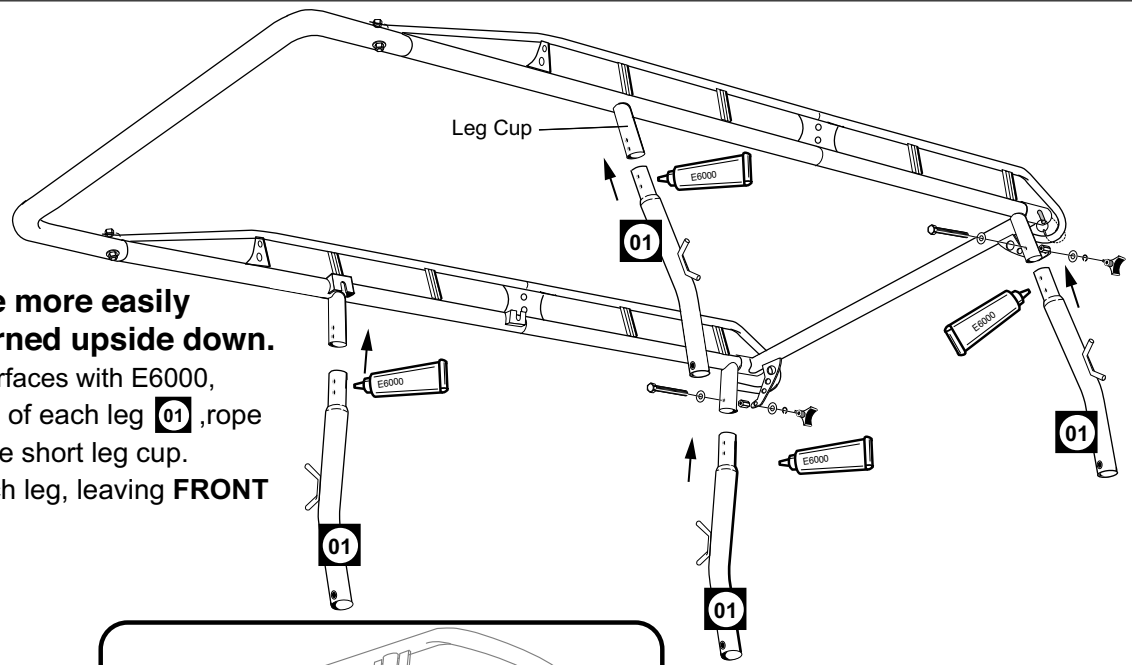 Leg Cup
E6000
01
E6000
01
e more easily
rned upside down.
rfaces with E6000,
of each leg 01 ,rope
e short leg cup.
ch leg, leaving FRONT
E6000
01
E6000
01